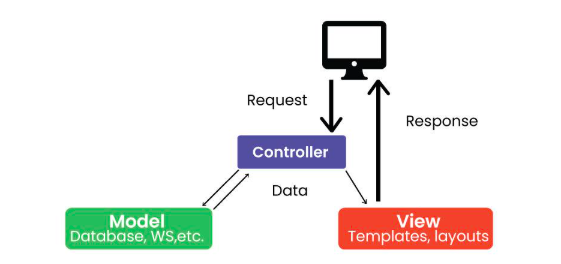 Request
Response
Controller
Data
Model
Database, WS,etc.
View
Templates, layouts